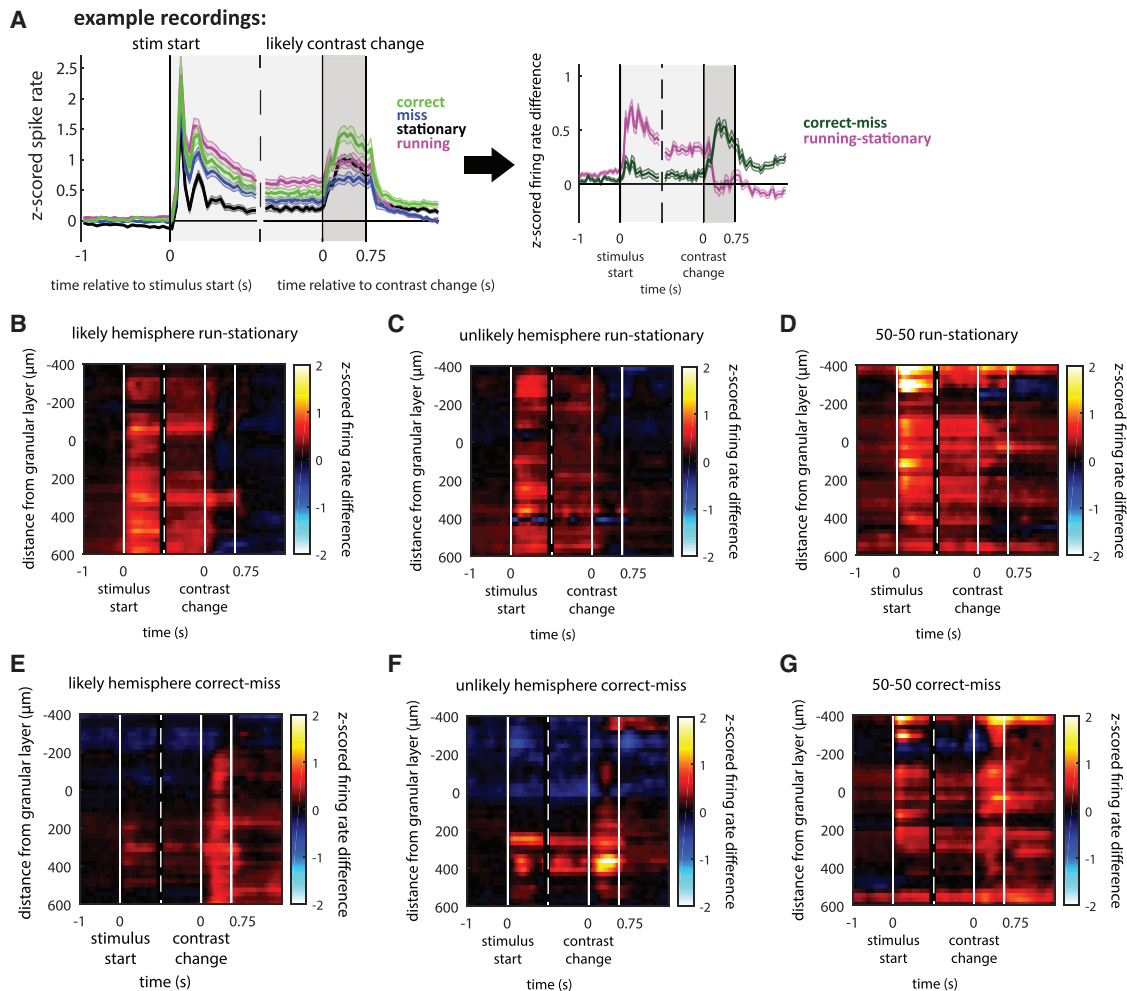 A
example recordings:
stim start
likely contrast change
z-scored spike rate
2.5
2
1.5
1
0.5
0
-1
0
0
0.75
time relative to stimulus start (s)
time relative to contrast change (s)
correct
miss
stationary
running
z-scored firing rate difference
1
0.5
0
-1
0
0
0.75
stimulus
start
contrast
change
time (s)
correct-miss
running-stationary
B
likely hemisphere run-stationary
distance from granular layer (µm)
-400
-200
0
200
400
600
-1
0
0
0.75
stimulus
start
contrast
change
time (s)
2
1
0
-1
-2
z-scored firing rate difference
C
unlikely hemisphere run-stationary
distance from granular layer (µm)
-400
-200
0
200
400
600
-1
0
0
0.75
stimulus
start
contrast
change
time (s)
2
1
0
-1
-2
z-scored firing rate difference
D
50-50 run-stationary
distance from granular layer (µm)
-400
-200
0
200
400
600
-1
0
0
0.75
stimulus
start
contrast
change
time (s)
2
1
0
-1
-2
z-scored firing rate difference
E
likely hemisphere correct-miss
distance from granular layer (µm)
-400
-200
0
200
400
600
-1
0
0
0.75
stimulus
start
contrast
change
time (s)
2
1
0
-1
-2
z-scored firing rate difference
F
unlikely hemisphere correct-miss
distance from granular layer (µm)
-400
-200
0
200
400
600
-1
0
0
0.75
stimulus
start
contrast
change
time (s)
2
1
0
-1
-2
z-scored firing rate difference
G
50-50 correct-miss
distance from granular layer (µm)
-400
-200
0
200
400
600
-1
0
0
0.75
stimulus
start
contrast
change
time (s)
2
1
0
-1
-2
z-scored firing rate difference